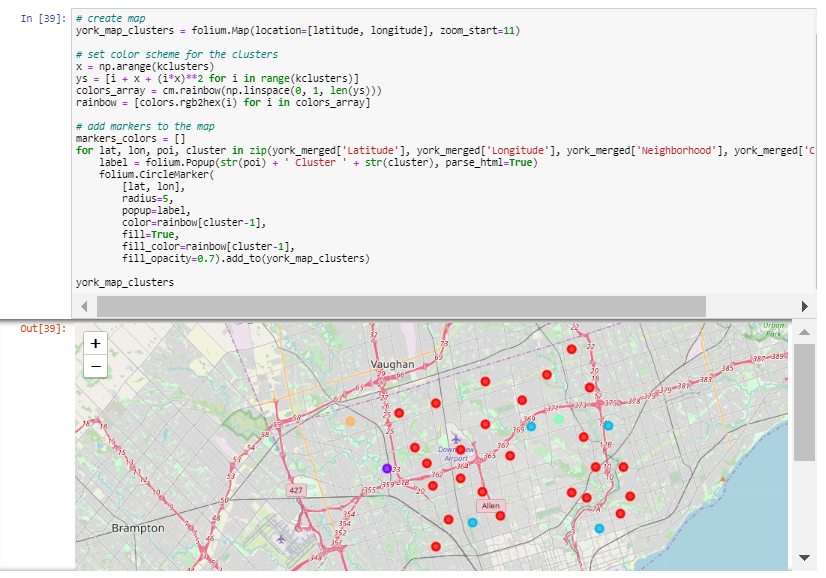 In [39]:
# create map
york_map_clusters = folium.Map(location=[latitude, longitude], zoom_start=11)
# set color scheme for the clusters
x = np.arange(kclusters)
ys = [i + x + (i*x)**2 for i in range(kclusters)]
colors_array = cm.rainbow(np.linspace(0, 1, len(ys)))
rainbow = [colors.rgb2hex(i) for i in colors_array]
# add markers to the map
markers_colors = []
for lat, lon, poi, cluster in zip(york_merged['Latitude'], york_merged['Longitude'], york_merged['Neighborhood'], york_merged['C
label = folium.Popup(str(poi) + ' Cluster ' + str(cluster), parse_html=True)
folium.CircleMarker(
[lat, lon],
radius=5,
popup=label,
color=rainbow[cluster-1],
fill=True,
fill_color=rainbow[cluster-1],
fill_opacity=0.7).add_to(york_map_clusters)
york_map_clusters
Out[39]:
+
−
Urban
Park
Vaughan
Airport
427
Allen
Brampton